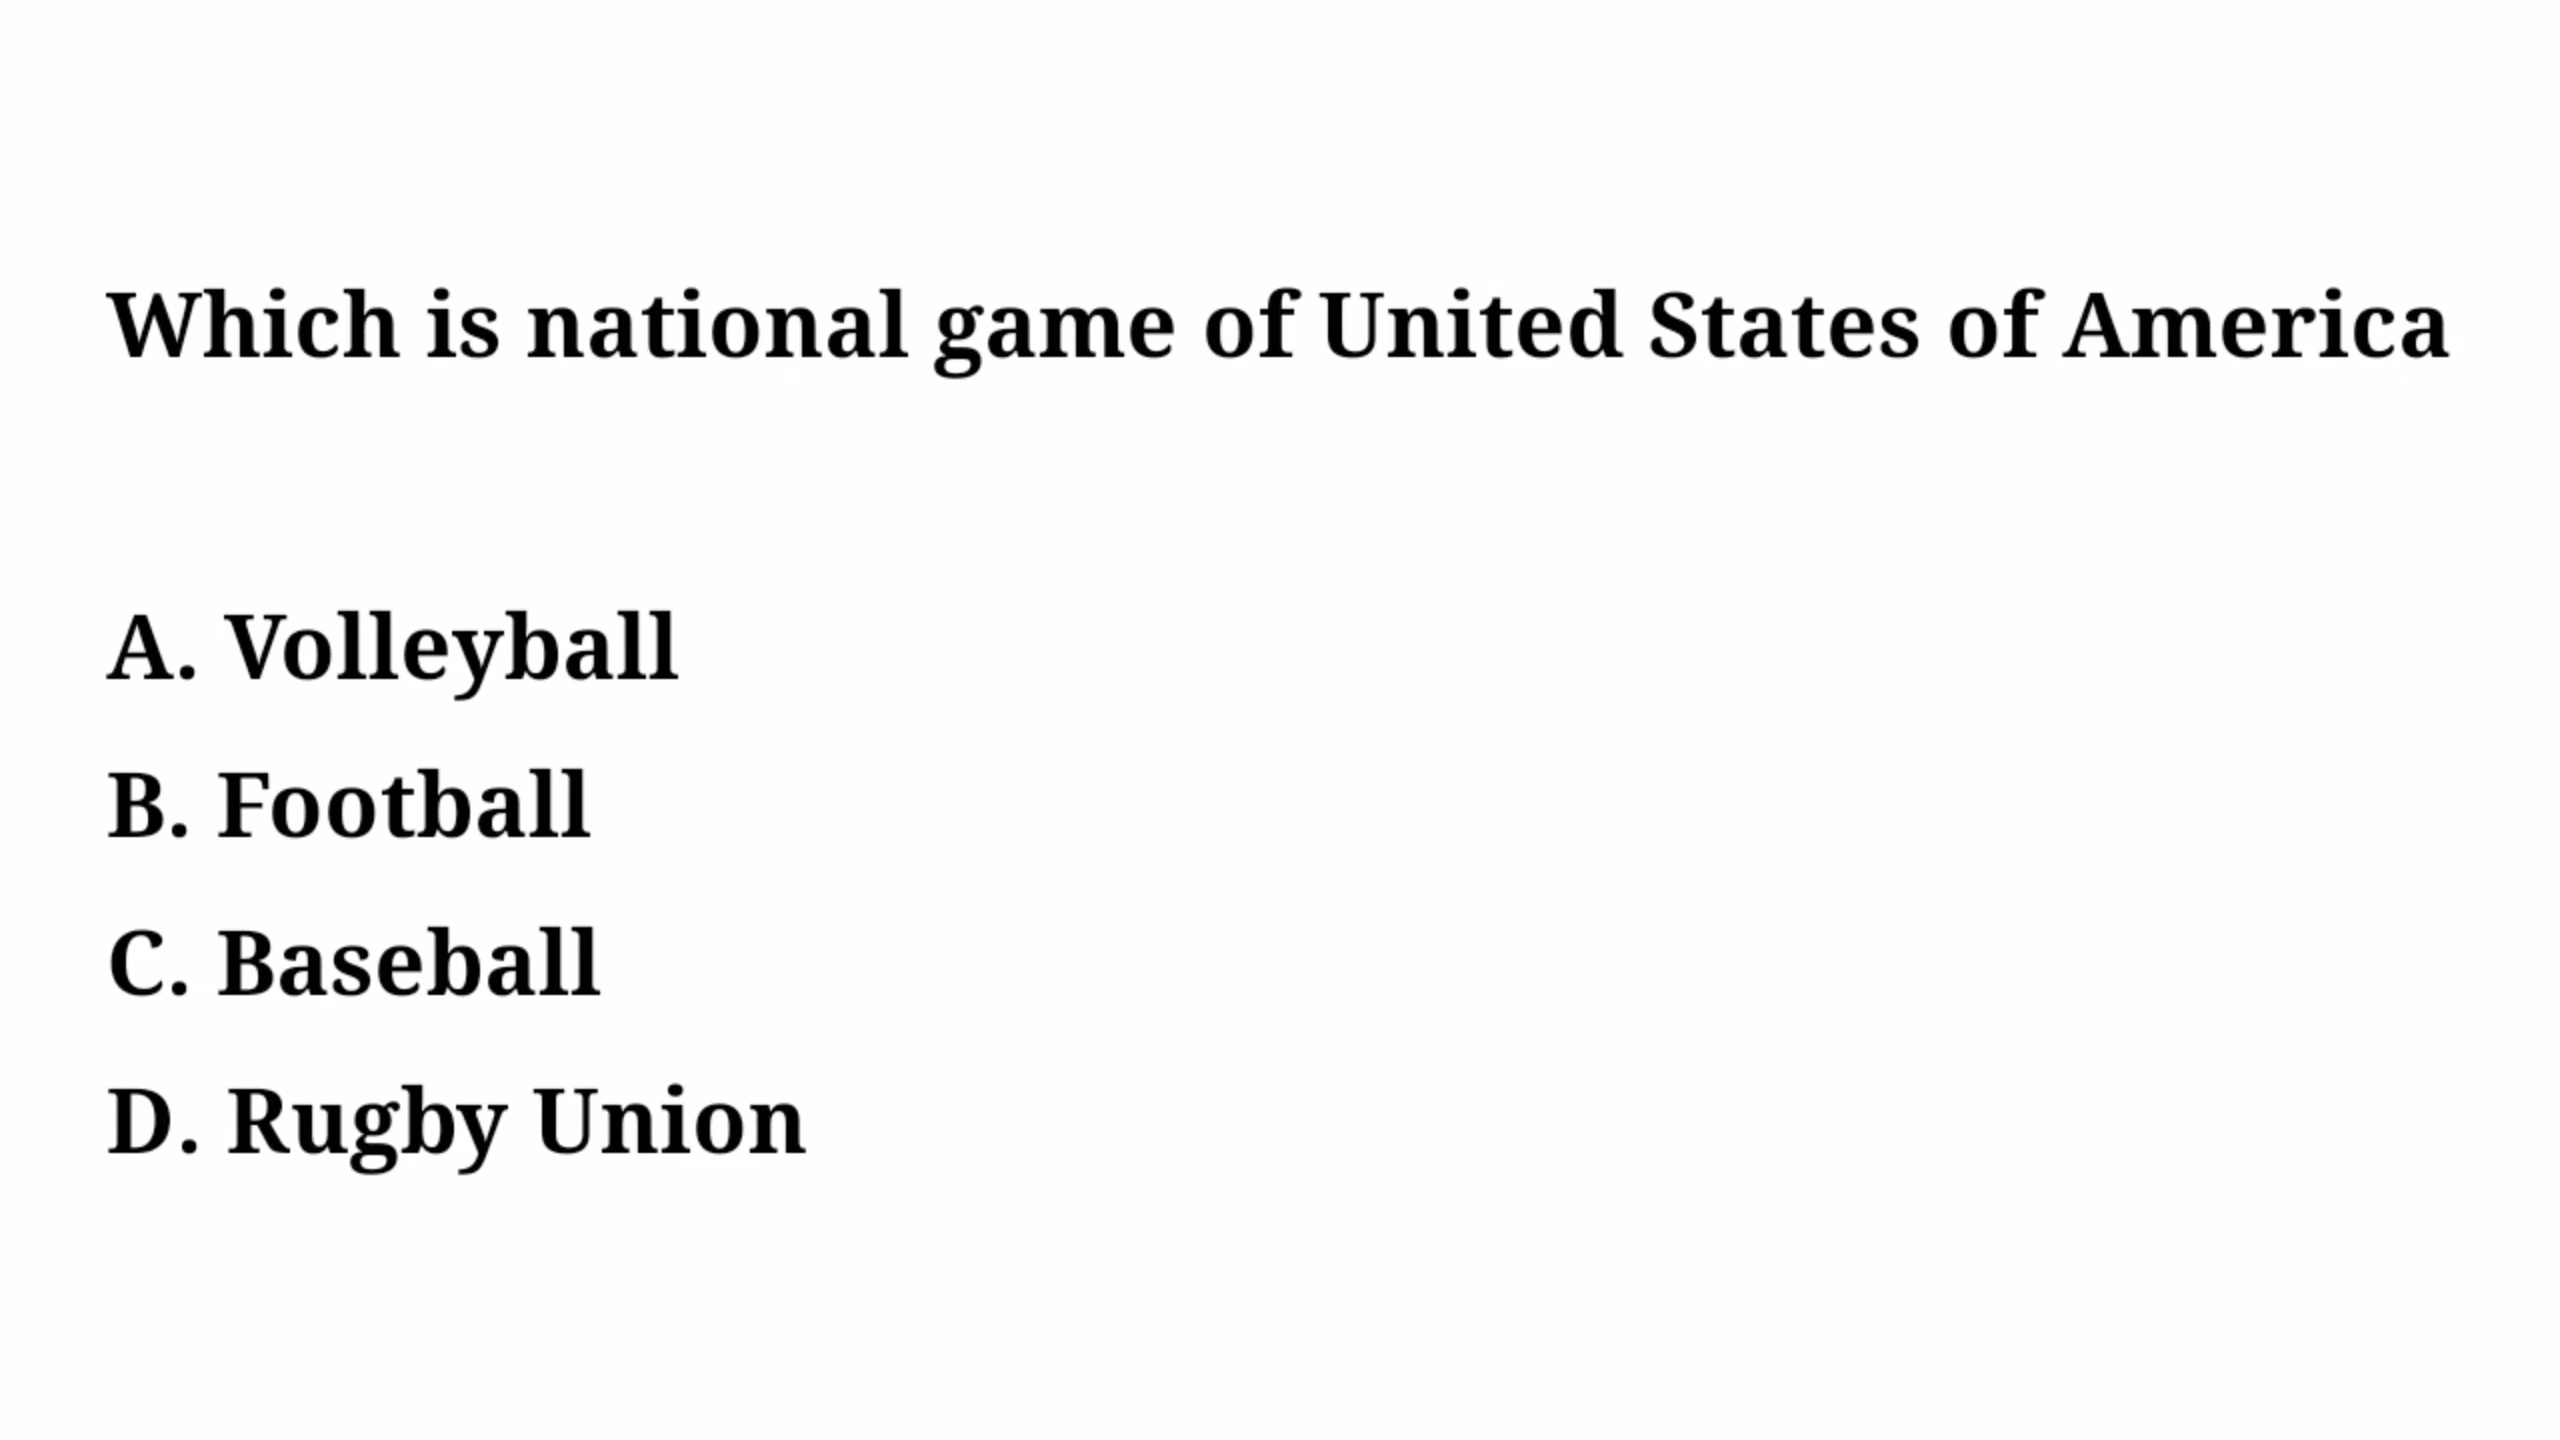 Which is national game of United States of America
A. Volleyball
B. Football
C. Baseball
D. Rugby Union